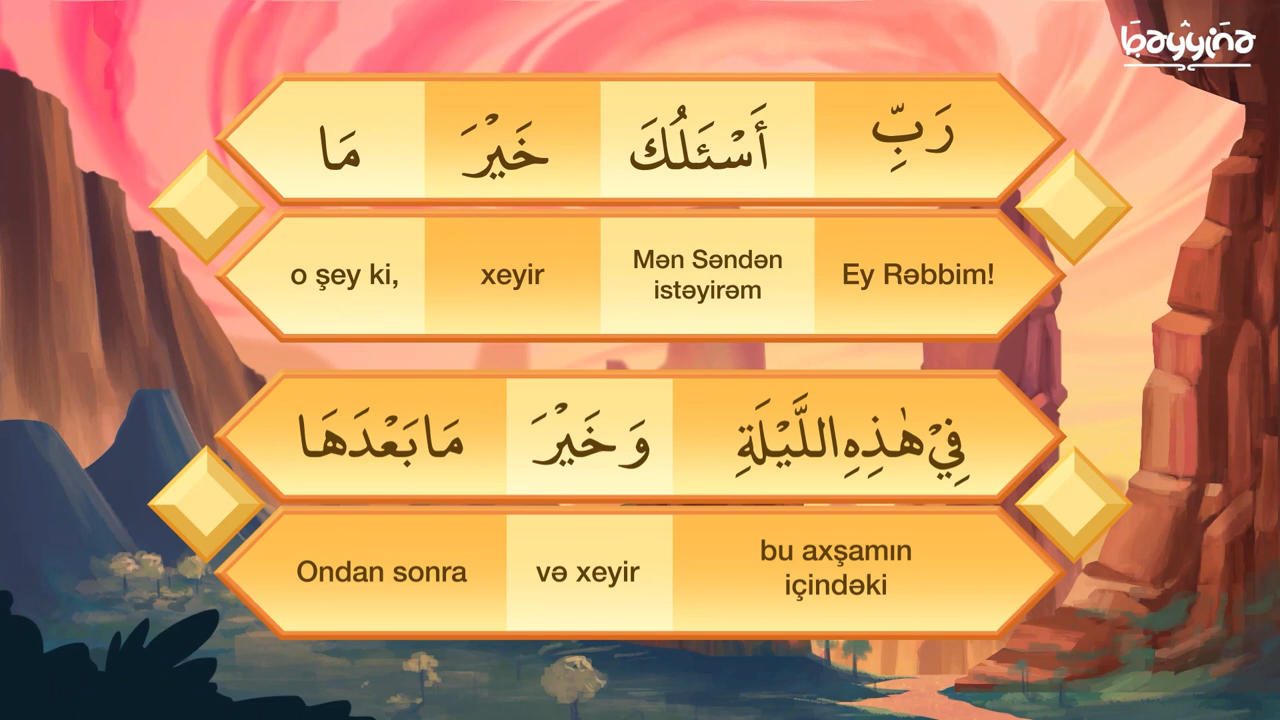 bayyina
رَبِّ أَسْئَلُكَ خَيْرَ مَا
Ey Rəbbim! Mən Səndən istəyirəm xeyir o şey ki,
فِيْ هٰذِهِ اللَّيْلَةِ وَ خَيْرَ مَا بَعْدَهَا
bu axşamın içindəki və xeyir Ondan sonra